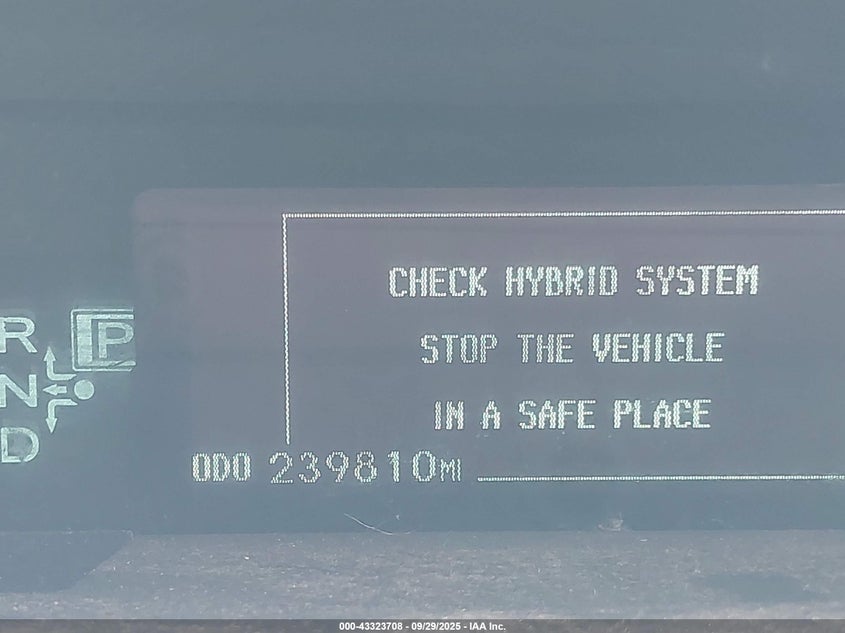 CHECK HYBRID SYSTEM
STOP THE VEHICLE
IN A SAFE PLACE
R
P
N
D
ODO 239810MI
000-43323708 - 09/29/2025 - IAA Inc.